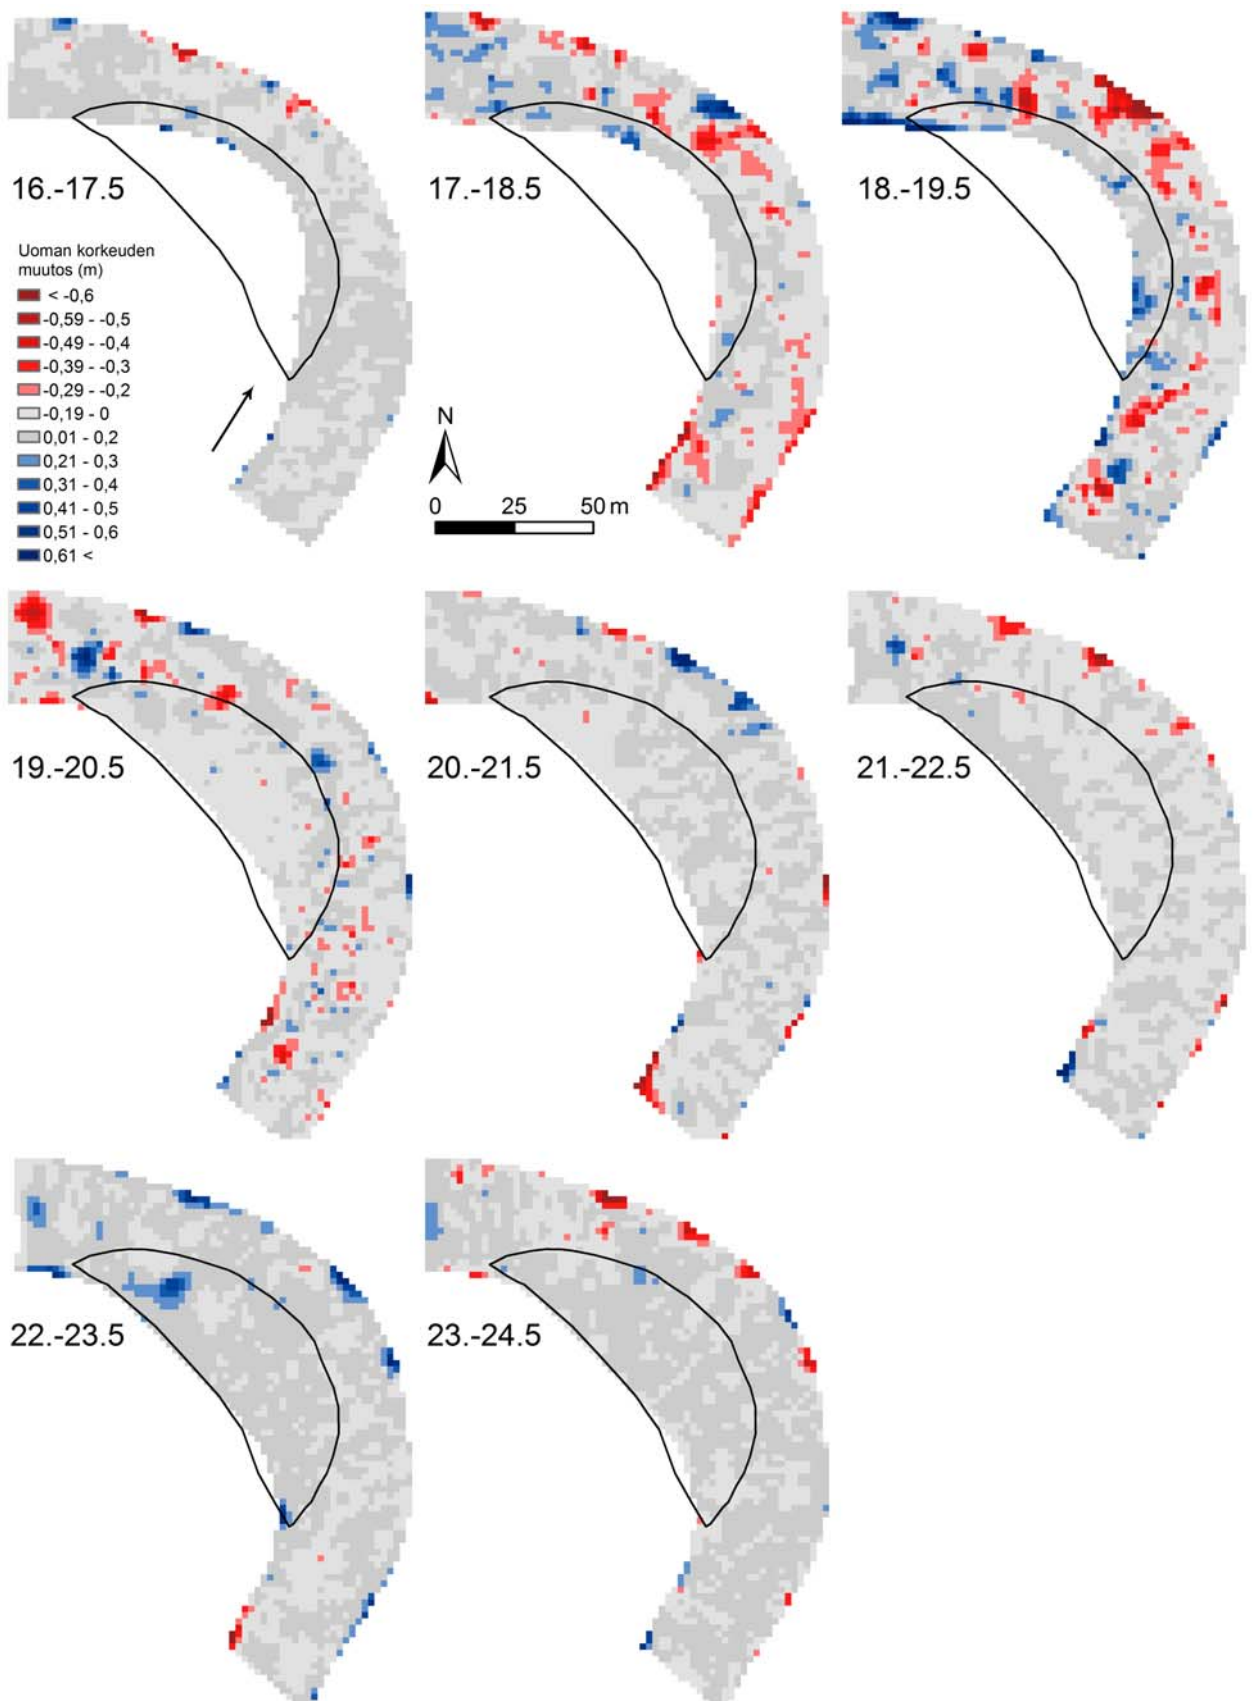 16.-17.5
17.-18.5
18.-19.5
Uoman korkeuden
muutos (m)
< -0,6
-0,59 - -0,5
-0,49 - -0,4
-0,39 - -0,3
-0,29 - -0,2
-0,19 - 0
0,01 - 0,2
0,21 - 0,3
0,31 - 0,4
0,41 - 0,5
0,51 - 0,6
0,61 <
N
0 25 50 m
19.-20.5
20.-21.5
21.-22.5
22.-23.5
23.-24.5